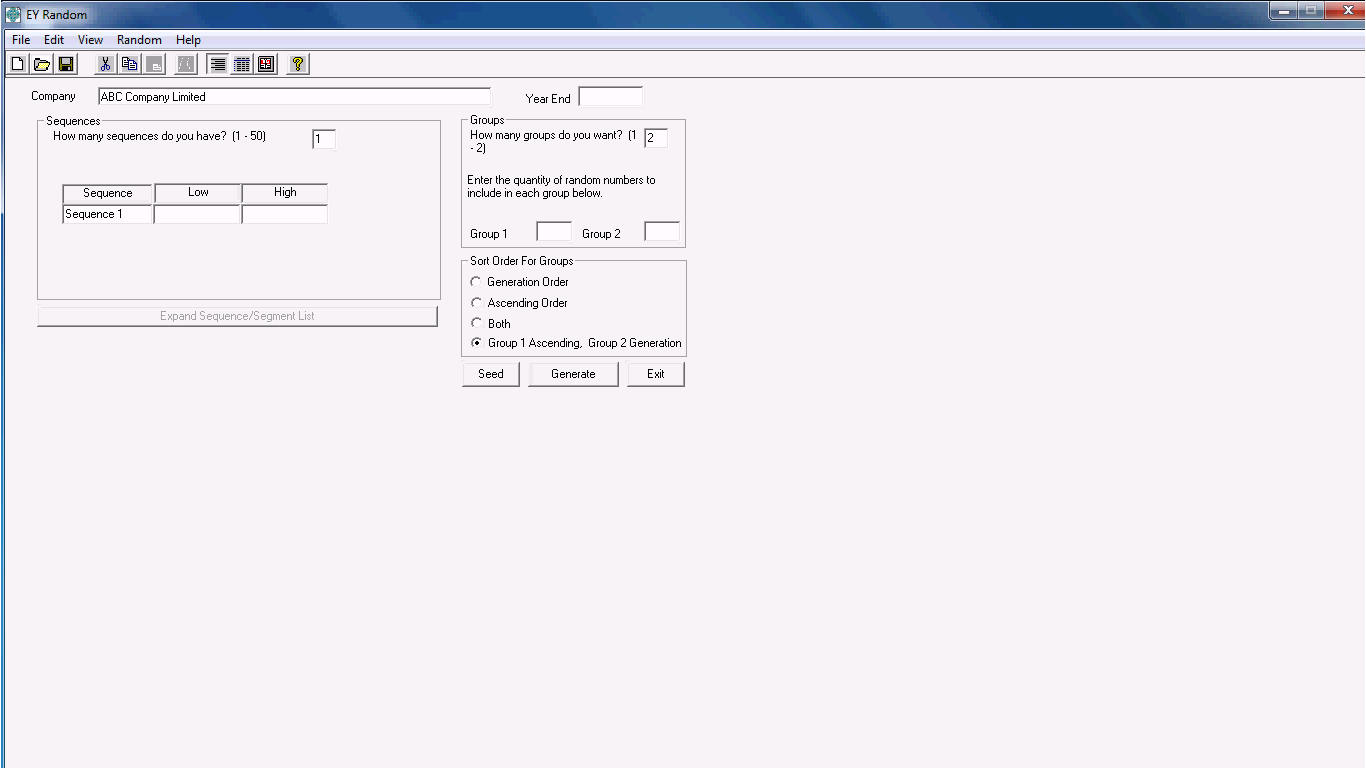 EY Random
File Edit View Random Help
Company ABC Company Limited Year End
Sequences
How many sequences do you have? (1 - 50) 1
Sequence Low High
Sequence 1
Expand Sequence/Segment List
Groups
How many groups do you want? (1
- 2) 2
Enter the quantity of random numbers to
include in each group below.
Group 1 Group 2
Sort Order For Groups
Generation Order
Ascending Order
Both
Group 1 Ascending, Group 2 Generation
Seed Generate Exit